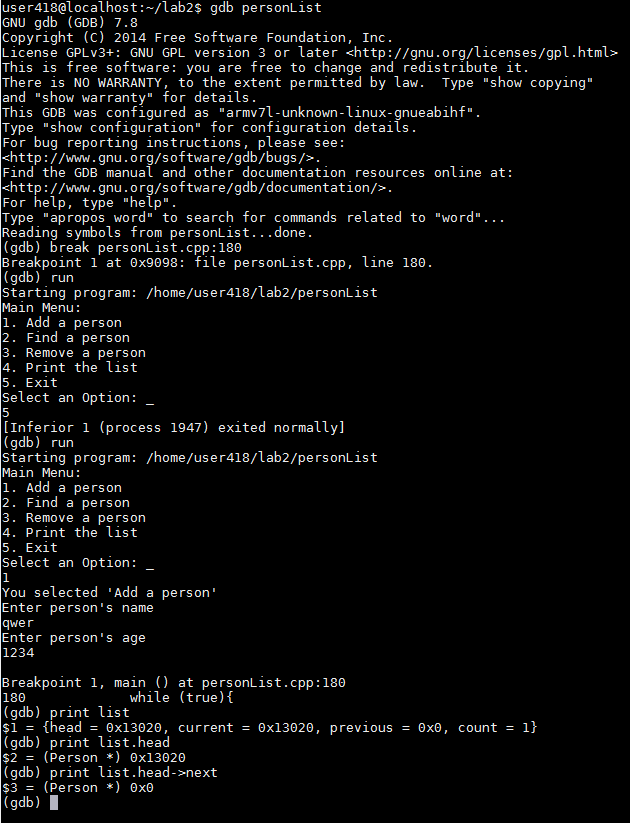 user418@localhost:~/lab2$ gdb personList
GNU gdb (GDB) 7.8
Copyright (C) 2014 Free Software Foundation, Inc.
License GPLv3+: GNU GPL version 3 or later <http://gnu.org/licenses/gpl.html>
This is free software: you are free to change and redistribute it.
There is NO WARRANTY, to the extent permitted by law.  Type "show copying"
and "show warranty" for details.
This GDB was configured as "armv7l-unknown-linux-gnueabihf".
Type "show configuration" for configuration details.
For bug reporting instructions, please see:
<http://www.gnu.org/software/gdb/bugs/>.
Find the GDB manual and other documentation resources online at:
<http://www.gnu.org/software/gdb/documentation/>.
For help, type "help".
Type "apropos word" to search for commands related to "word"...
Reading symbols from personList...done.
(gdb) break personList.cpp:180
Breakpoint 1 at 0x9098: file personList.cpp, line 180.
(gdb) run
Starting program: /home/user418/lab2/personList
Main Menu:
1. Add a person
2. Find a person
3. Remove a person
4. Print the list
5. Exit
Select an Option: _
5
[Inferior 1 (process 1947) exited normally]
(gdb) run
Starting program: /home/user418/lab2/personList
Main Menu:
1. Add a person
2. Find a person
3. Remove a person
4. Print the list
5. Exit
Select an Option: _
1
You selected 'Add a person'
Enter person's name
qwer
Enter person's age
1234
Breakpoint 1, main () at personList.cpp:180
180             while (true){
(gdb) print list
$1 = {head = 0x13020, current = 0x13020, previous = 0x0, count = 1}
(gdb) print list.head
$2 = (Person *) 0x13020
(gdb) print list.head->next
$3 = (Person *) 0x0
(gdb)